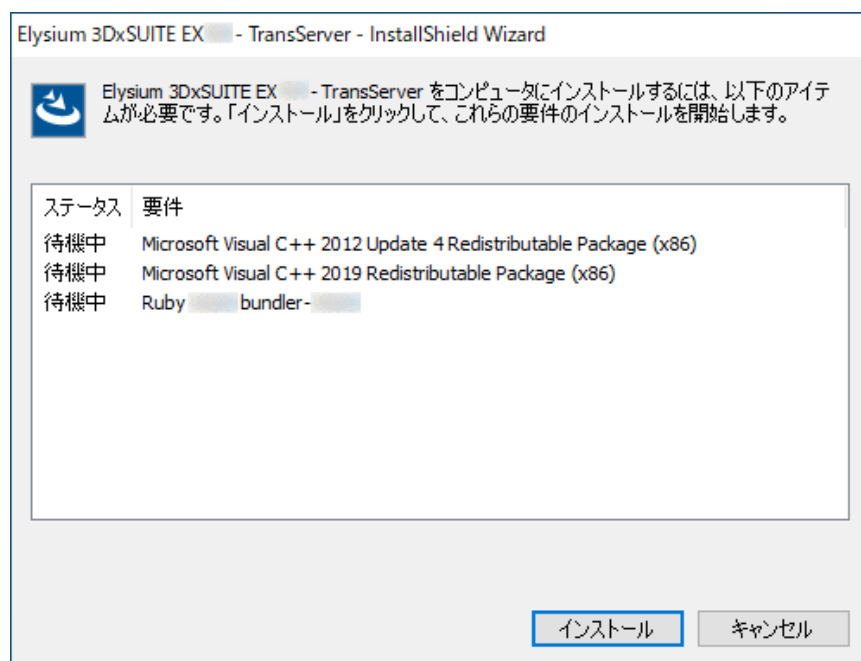 Elysium 3DxSUITE EX - TransServer - InstallShield Wizard
Elysium 3DxSUITE EX - TransServer をコンピュータにインストールするには、以下のアイテ
ムが必要です。「インストール」をクリックして、これらの要件のインストールを開始します。
ステータス 要件
待機中 Microsoft Visual C++ 2012 Update 4 Redistributable Package (x86)
待機中 Microsoft Visual C++ 2019 Redistributable Package (x86)
待機中 Ruby bundler-
インストール キャンセル